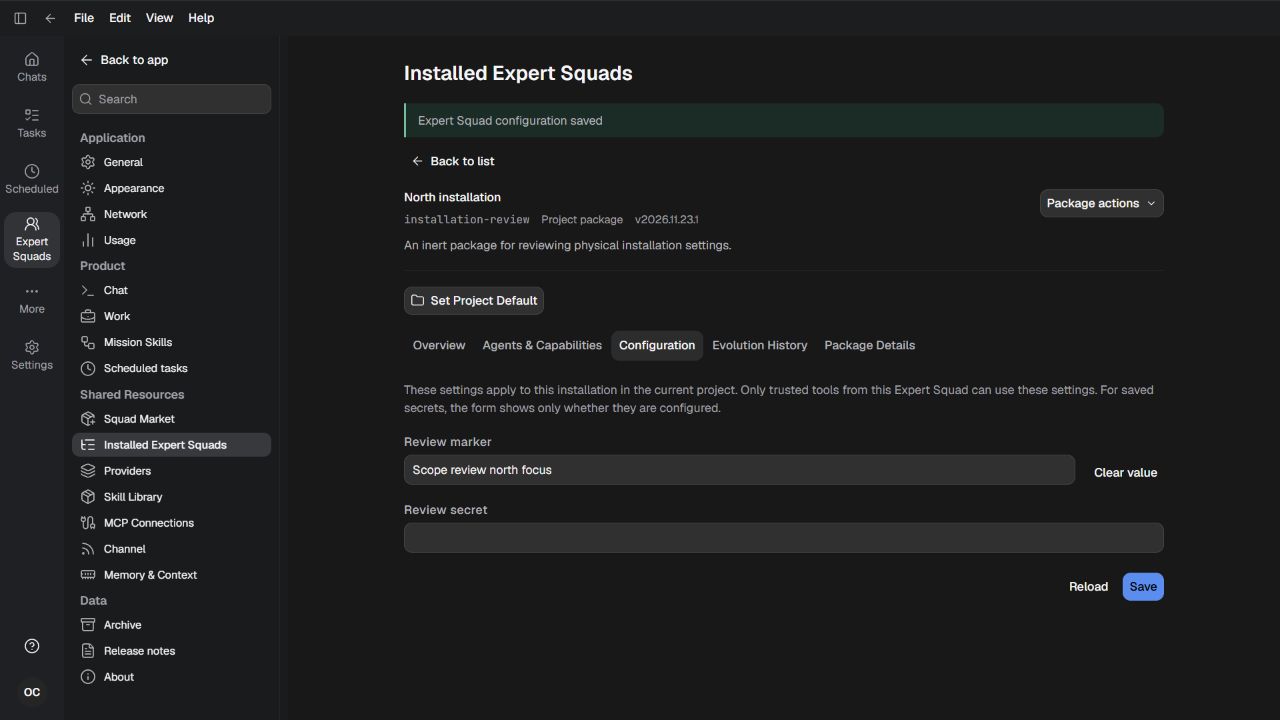 File Edit View Help
Chats
Tasks
Scheduled
Expert
Squads
More
Settings
OC
Back to app
Search
Application
General
Appearance
Network
Usage
Product
Chat
Work
Mission Skills
Scheduled tasks
Shared Resources
Squad Market
Installed Expert Squads
Providers
Skill Library
MCP Connections
Channel
Memory & Context
Data
Archive
Release notes
About
Installed Expert Squads
Expert Squad configuration saved
Back to list
North installation
Package actions
installation-review Project package v2026.11.23.1
An inert package for reviewing physical installation settings.
Set Project Default
Overview Agents & Capabilities Configuration Evolution History Package Details
These settings apply to this installation in the current project. Only trusted tools from this Expert Squad can use these settings. For saved
secrets, the form shows only whether they are configured.
Review marker
Scope review north focus
Clear value
Review secret
Reload Save